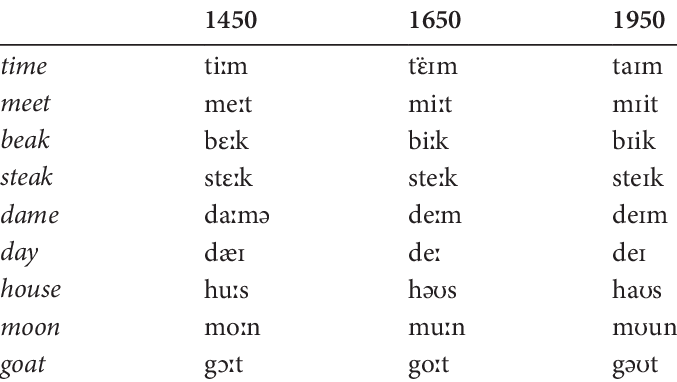 1450 1650 1950
time tiːm tɛ̈ɪm taɪm
meet meːt miːt mɪit
beak bɛːk biːk bɪik
steak stɛːk steːk steɪk
dame daːmə deːm deɪm
day dæɪ deː deɪ
house huːs həʊs haʊs
moon moːn muːn mʊun
goat gɔːt goːt gəʊt